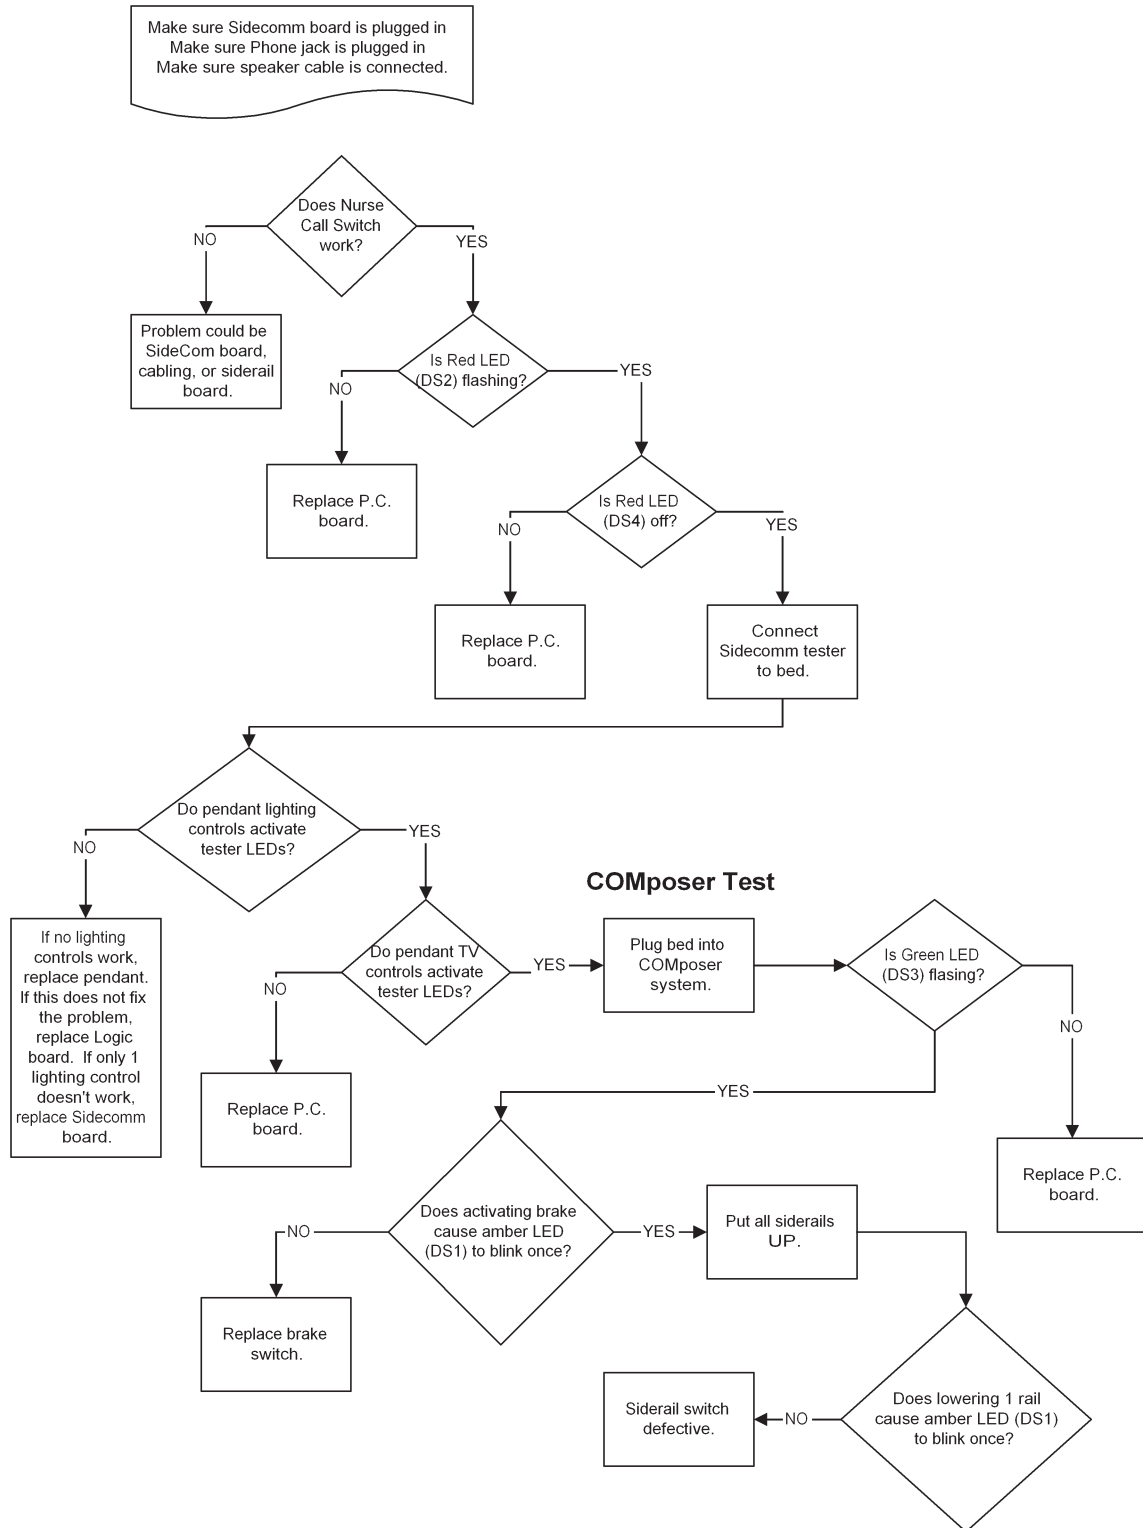 Make sure Sidecomm board is plugged in
Make sure Phone jack is plugged in
Make sure speaker cable is connected.
Does Nurse
Call Switch
work?
NO
YES
Problem could be
SideCom board,
cabling, or siderail
board.
Is Red LED
(DS2) flashing?
NO
YES
Replace P.C.
board.
Is Red LED
(DS4) off?
NO
YES
Replace P.C.
board.
Connect
Sidecomm tester
to bed.
Do pendant lighting
controls activate
tester LEDs?
NO
YES
If no lighting
controls work,
replace pendant.
If this does not fix
the problem,
replace Logic
board. If only 1
lighting control
doesn't work,
replace Sidecomm
board.
Do pendant TV
controls activate
tester LEDs?
NO
YES
Replace P.C.
board.
COMposer Test
Plug bed into
COMposer
system.
Is Green LED
(DS3) flasing?
NO
YES
Replace P.C.
board.
Does activating brake
cause amber LED
(DS1) to blink once?
NO
YES
Replace brake
switch.
Put all siderails
UP.
Does lowering 1 rail
cause amber LED (DS1)
to blink once?
NO
Siderail switch
defective.